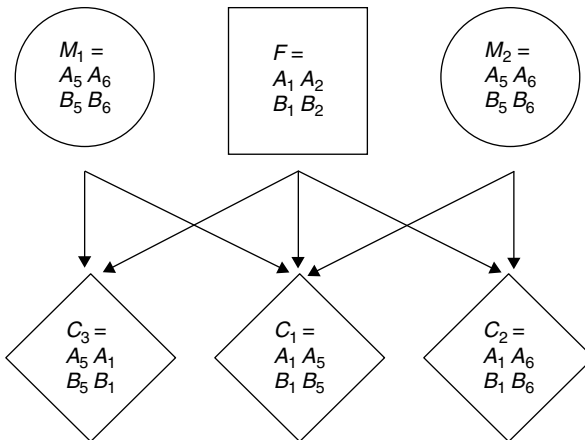 M₁ =
A₅ A₆
B₅ B₆
F =
A₁ A₂
B₁ B₂
M₂ =
A₅ A₆
B₅ B₆
C₃ =
A₅ A₁
B₅ B₁
C₁ =
A₁ A₅
B₁ B₅
C₂ =
A₁ A₆
B₁ B₆